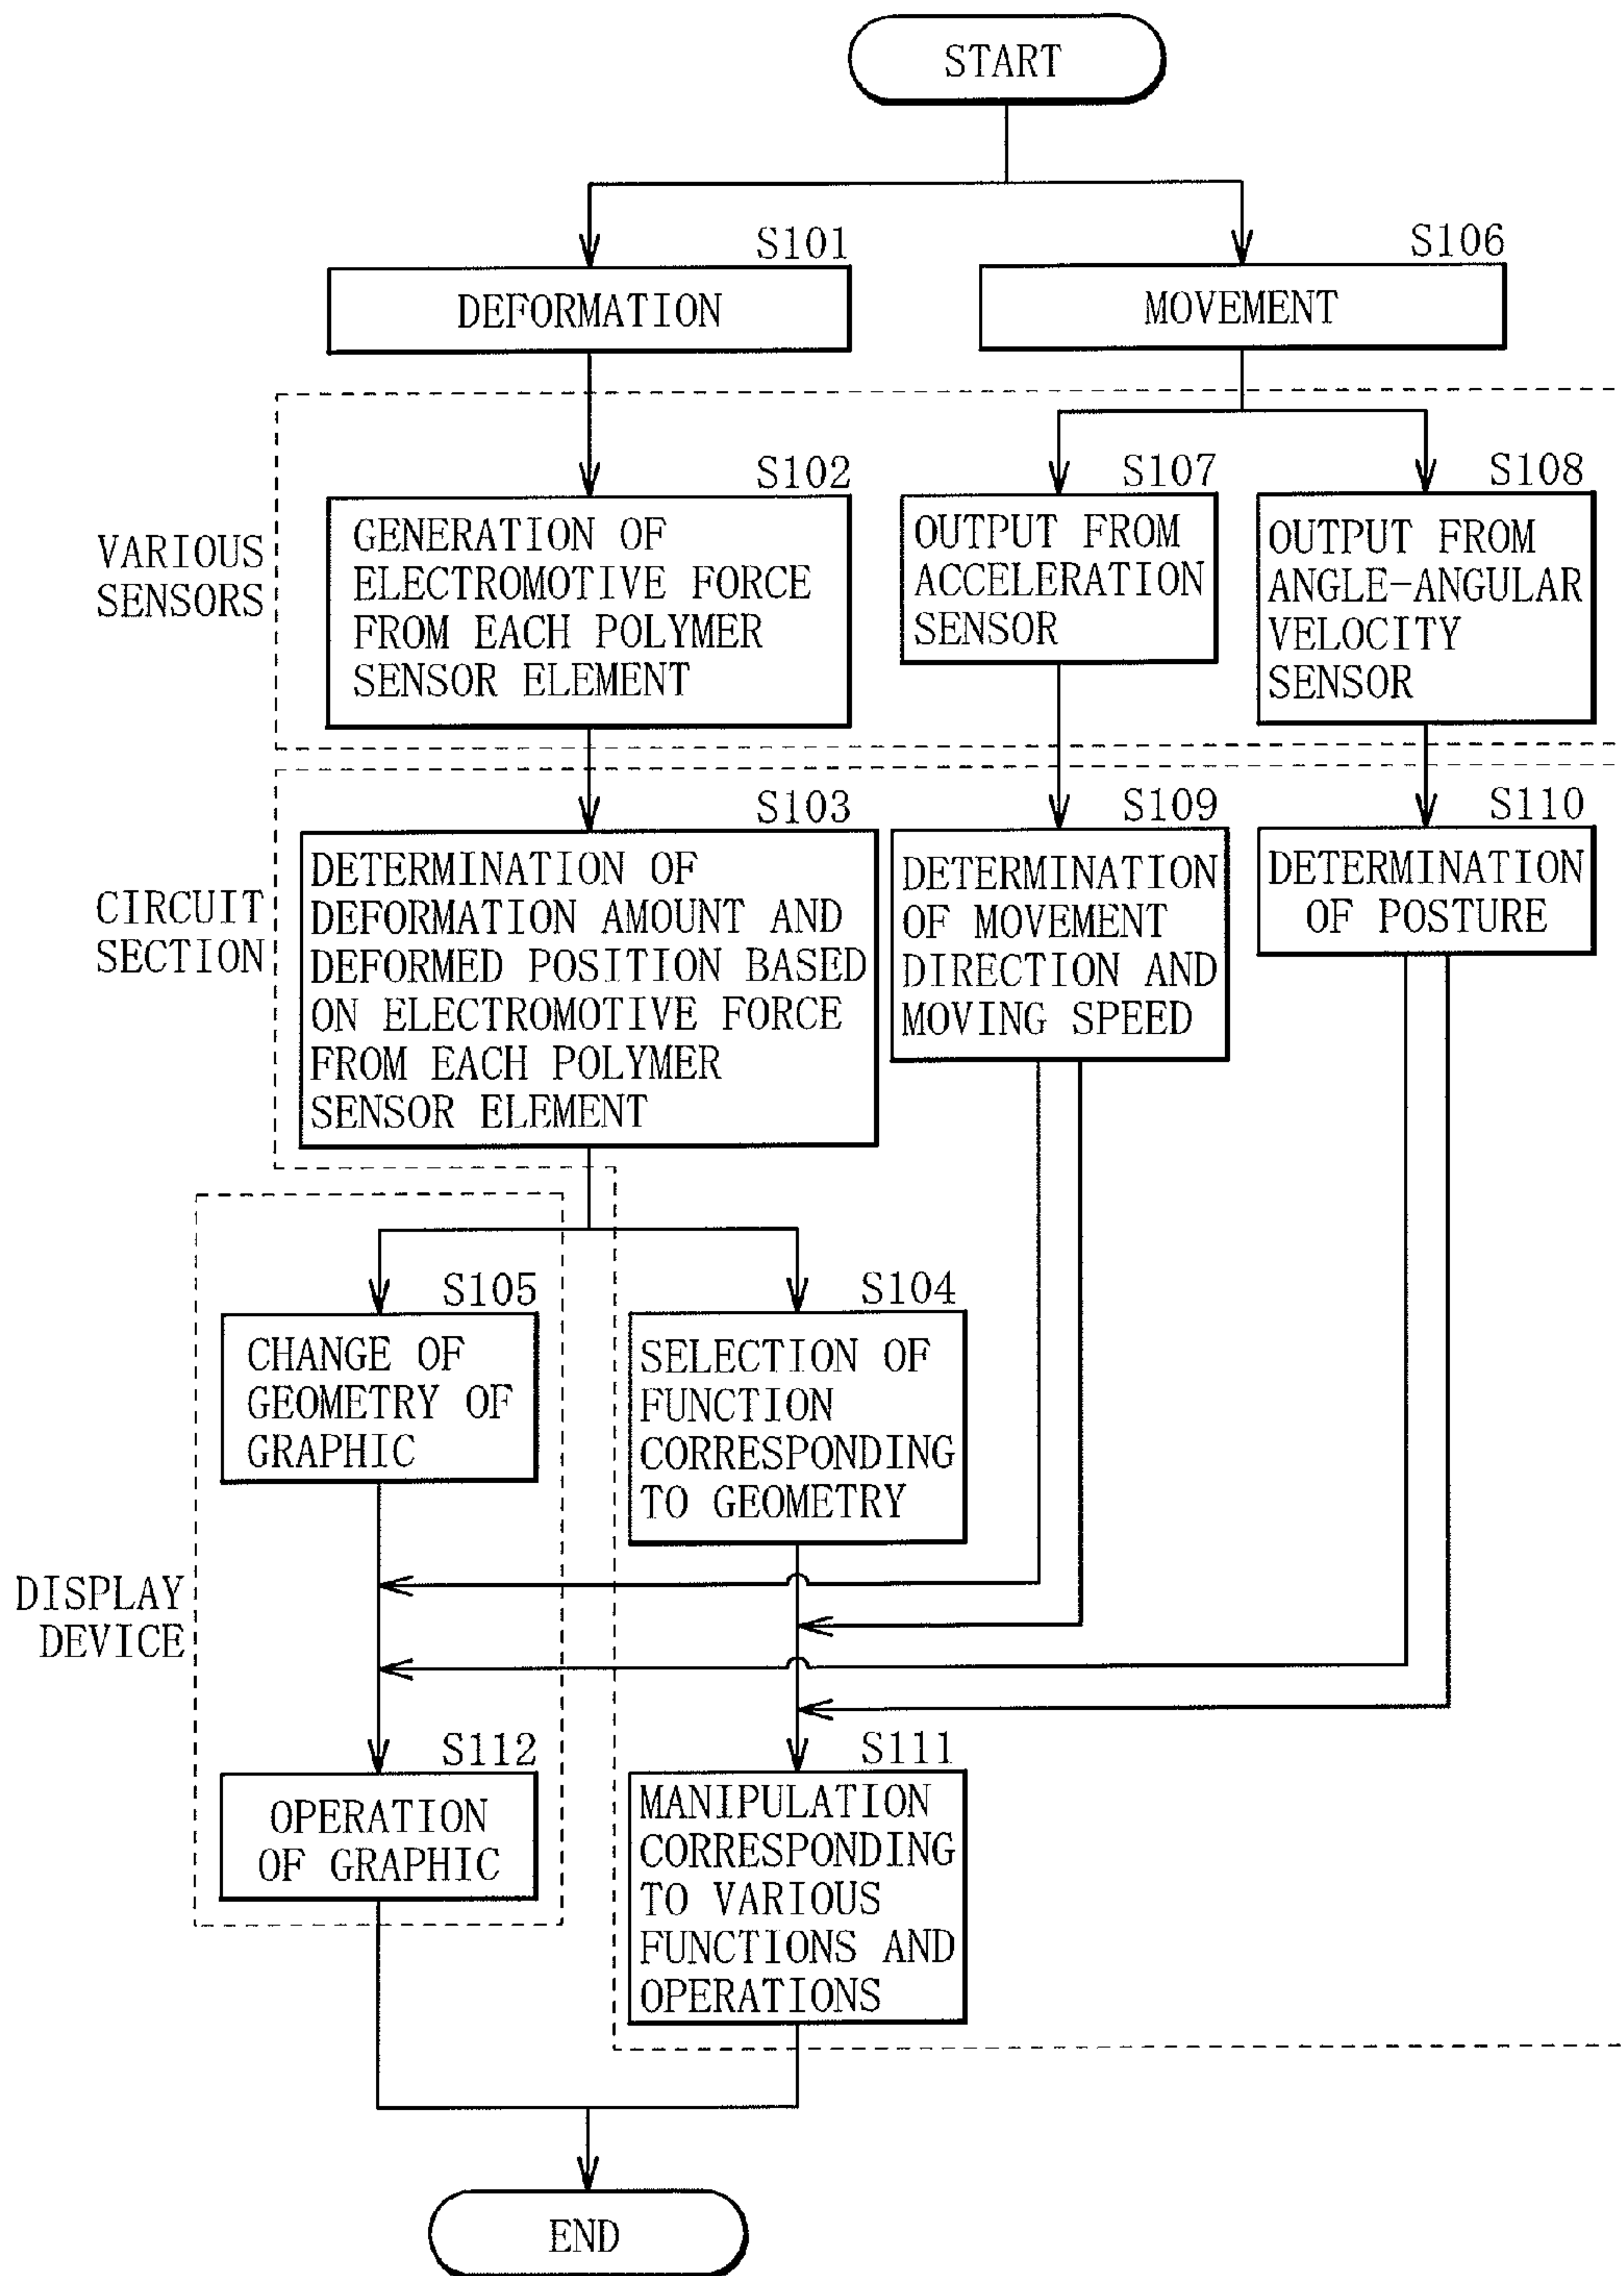 START
S101
DEFORMATION
S106
MOVEMENT
VARIOUS
SENSORS
S102
GENERATION OF
ELECTROMOTIVE FORCE
FROM EACH POLYMER
SENSOR ELEMENT
S107
OUTPUT FROM
ACCELERATION
SENSOR
S108
OUTPUT FROM
ANGLE-ANGULAR
VELOCITY
SENSOR
CIRCUIT
SECTION
S103
DETERMINATION OF
DEFORMATION AMOUNT AND
DEFORMED POSITION BASED
ON ELECTROMOTIVE FORCE
FROM EACH POLYMER
SENSOR ELEMENT
S109
DETERMINATION
OF MOVEMENT
DIRECTION AND
MOVING SPEED
S110
DETERMINATION
OF POSTURE
DISPLAY
DEVICE
S105
CHANGE OF
GEOMETRY OF
GRAPHIC
S104
SELECTION OF
FUNCTION
CORRESPONDING
TO GEOMETRY
S112
OPERATION
OF GRAPHIC
S111
MANIPULATION
CORRESPONDING
TO VARIOUS
FUNCTIONS AND
OPERATIONS
END